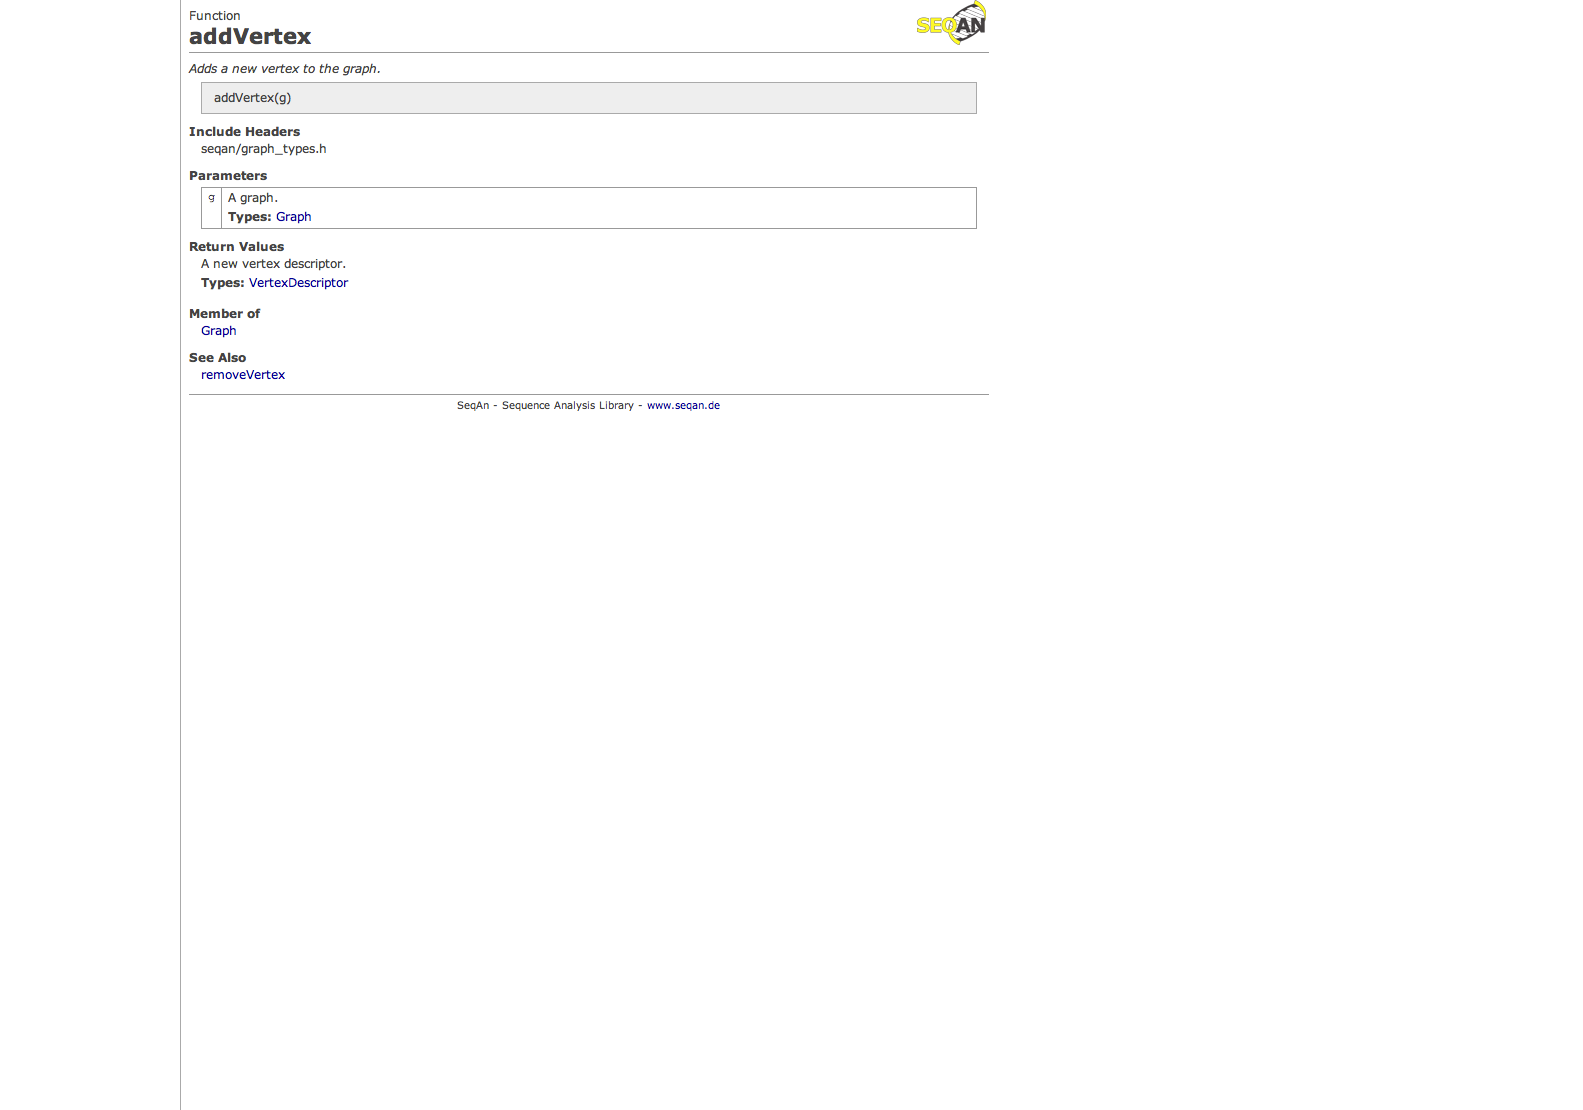 Function
addVertex
SEQAN
Adds a new vertex to the graph.
addVertex(g)
Include Headers
seqan/graph_types.h
Parameters
g A graph.
Types: Graph
Return Values
A new vertex descriptor.
Types: VertexDescriptor
Member of
Graph
See Also
removeVertex
SeqAn - Sequence Analysis Library - www.seqan.de